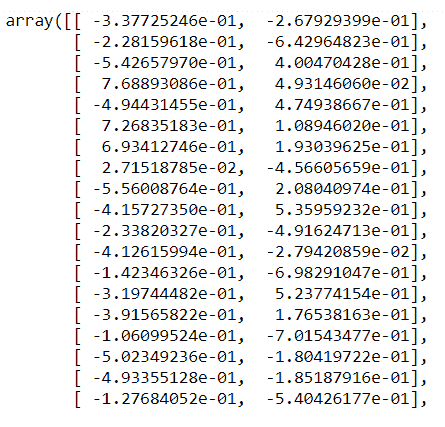 array([[ -3.37725246e-01,  -2.67929399e-01],
       [ -2.28159618e-01,  -6.42964823e-01],
       [ -5.42657970e-01,   4.00470428e-01],
       [  7.68893086e-01,   4.93146060e-02],
       [ -4.94431455e-01,   4.74938667e-01],
       [  7.26835183e-01,   1.08946020e-01],
       [  6.93412746e-01,   1.93039625e-01],
       [  2.71518785e-02,  -4.56605659e-01],
       [ -5.56008764e-01,   2.08040974e-01],
       [ -4.15727350e-01,   5.35959232e-01],
       [ -2.33820327e-01,  -4.91624713e-01],
       [ -4.12615994e-01,  -2.79420859e-02],
       [ -1.42346326e-01,  -6.98291047e-01],
       [ -3.19744482e-01,   5.23774154e-01],
       [ -3.91565822e-01,   1.76538163e-01],
       [ -1.06099524e-01,  -7.01543477e-01],
       [ -5.02349236e-01,  -1.80419722e-01],
       [ -4.93355128e-01,  -1.85187916e-01],
       [ -1.27684052e-01,  -5.40426177e-01],